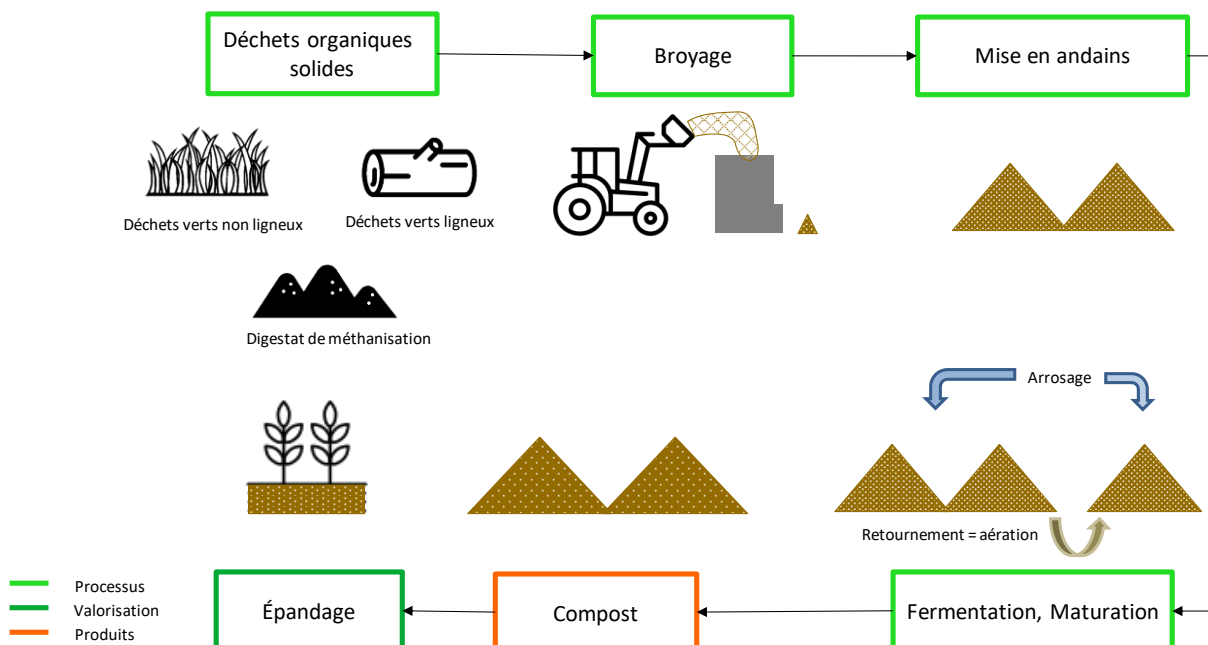 Déchets organiques
solides
Broyage
Mise en andains
Déchets verts non ligneux
Déchets verts ligneux
Digestat de méthanisation
Arrosage
Retournement = aération
Processus
Valorisation
Produits
Épandage
Compost
Fermentation, Maturation